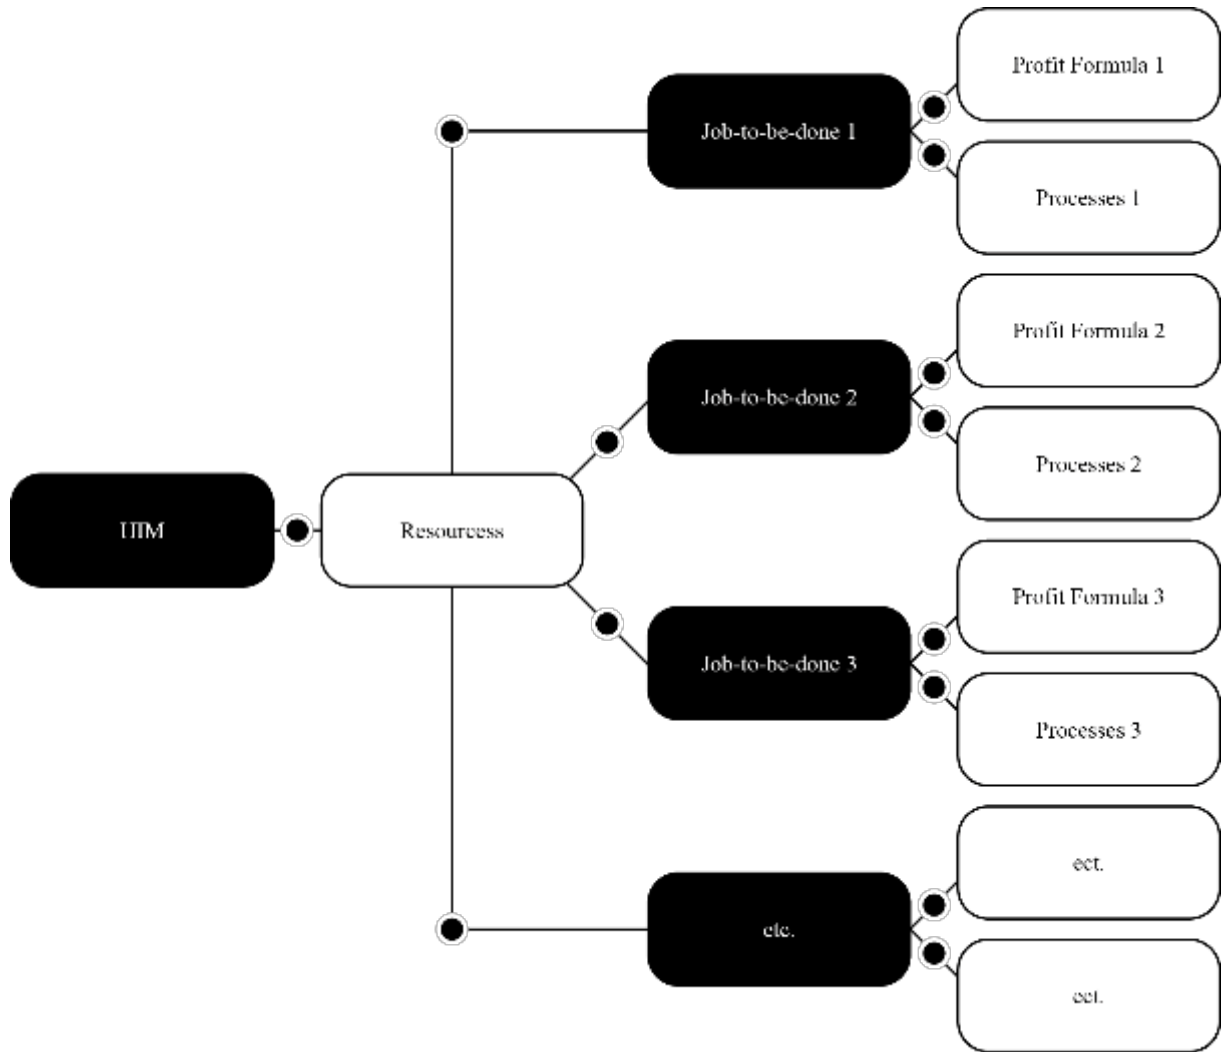 Resourcess
Job-to-be-done 1
Profit Formula 1
Processes 1
Job-to-be-done 2
Profit Formula 2
Processes 2
Job-to-be-done 3
Profit Formula 3
Processes 3
etc.
ect.
ect.